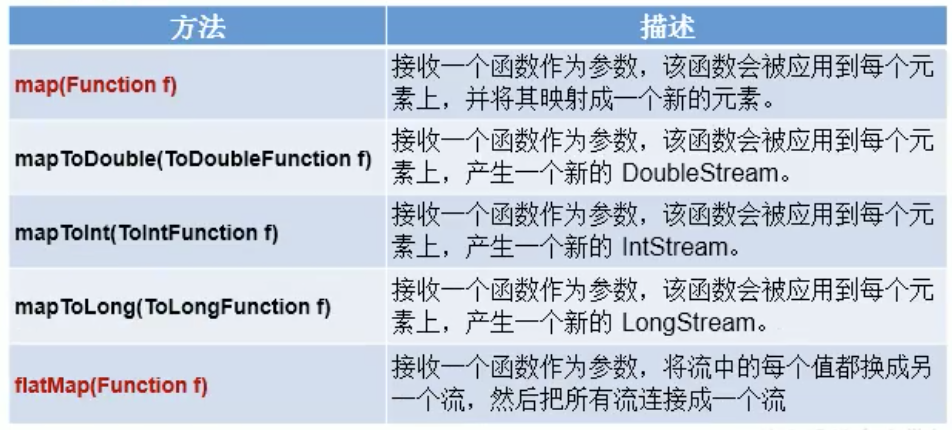 方法
描述
map(Function f)
接收一个函数作为参数，该函数会被应用到每个元
素上，并将其映射成一个新的元素。
mapToDouble(ToDoubleFunction f)
接收一个函数作为参数，该函数会被应用到每个元
素上，产生一个新的 DoubleStream。
mapToInt(ToIntFunction f)
接收一个函数作为参数，该函数会被应用到每个元
素上，产生一个新的 IntStream。
mapToLong(ToLongFunction f)
接收一个函数作为参数，该函数会被应用到每个元
素上，产生一个新的 LongStream。
flatMap(Function f)
接收一个函数作为参数，将流中的每个值都换成另
一个流，然后把所有流连接成一个流